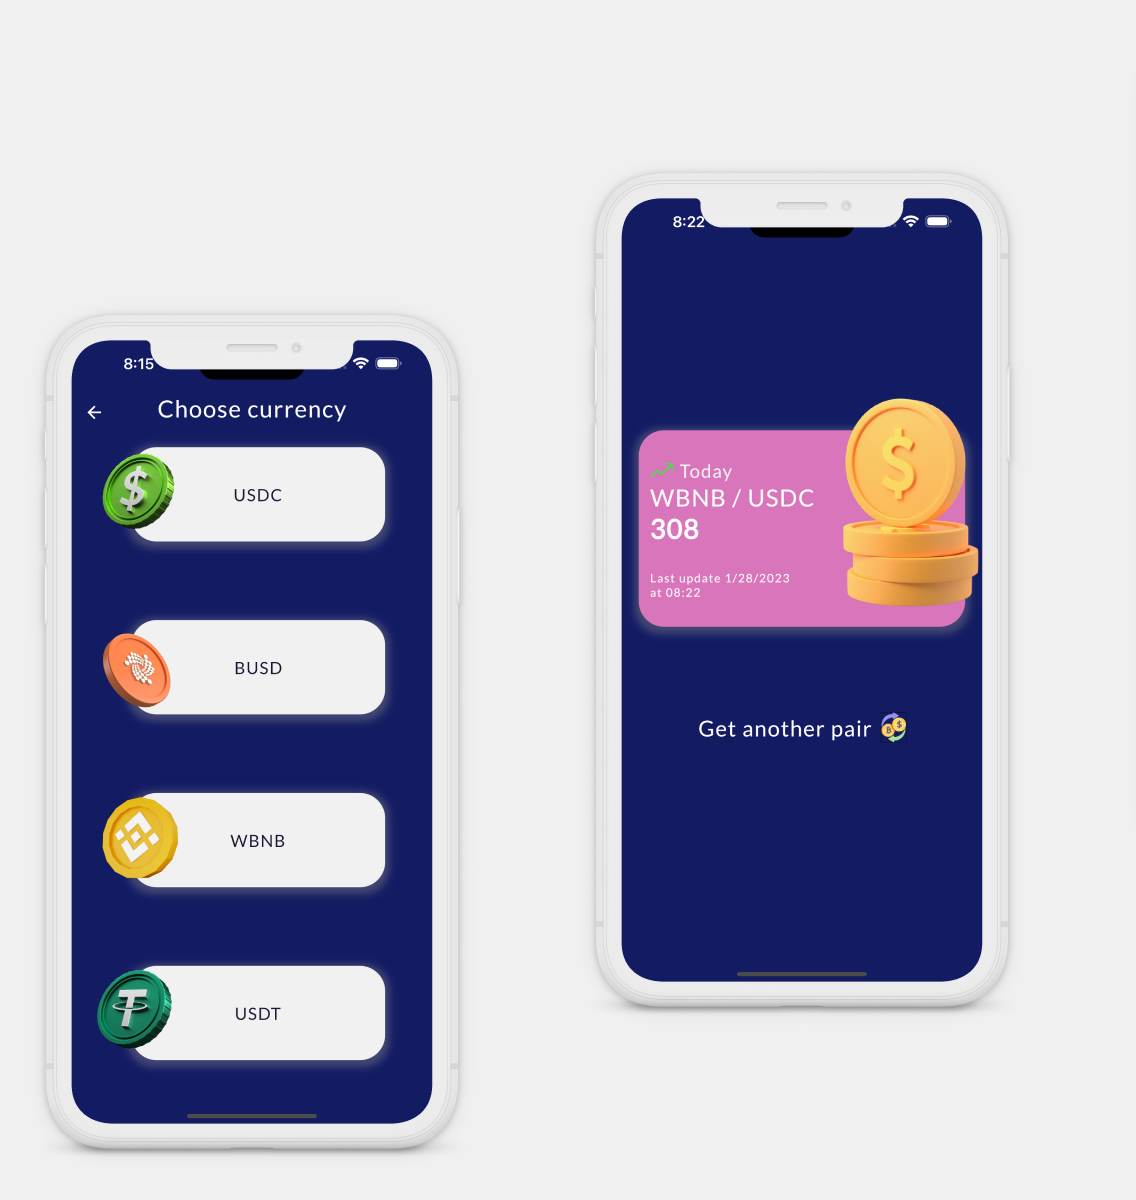 8:15
Choose currency
USDC
BUSD
WBNB
USDT
8:22
Today
WBNB / USDC
308
Last update 1/28/2023
at 08:22
Get another pair